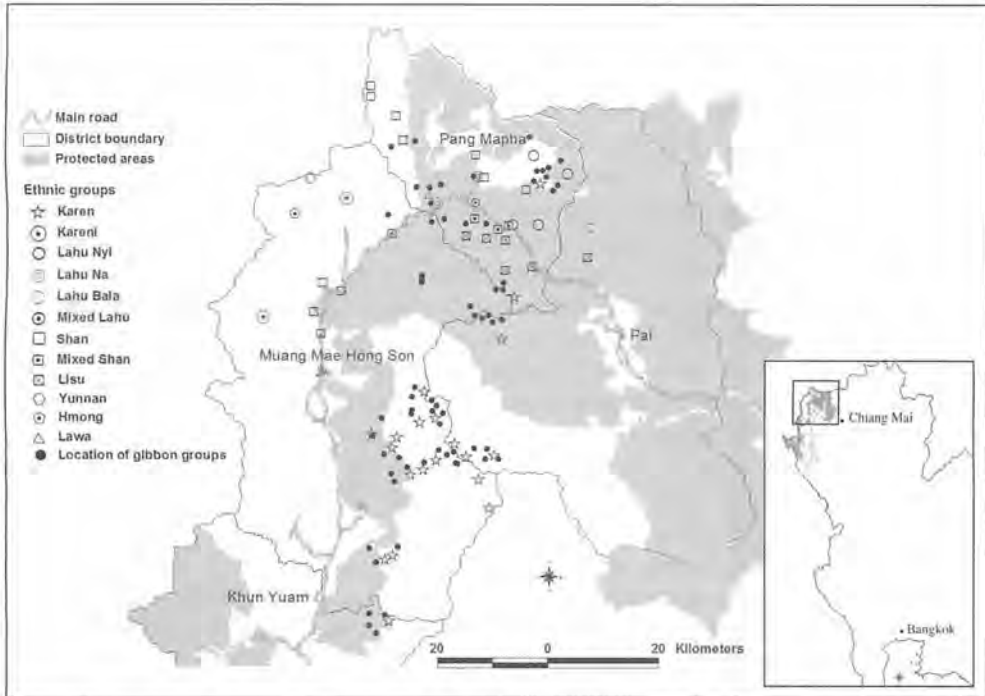 Main road
District boundary
Protected areas
Ethnic groups
Karen
Kareni
Lahu Nyi
Lahu Na
Lahu Bala
Mixed Lahu
Shan
Mixed Shan
Lisu
Yunnan
Hmong
Lawa
Location of gibbon groups
Pang Mapha
Pai
Muang Mae Hong Son
Khun Yuam
20 0 20 Kilometers
Chiang Mai
Bangkok